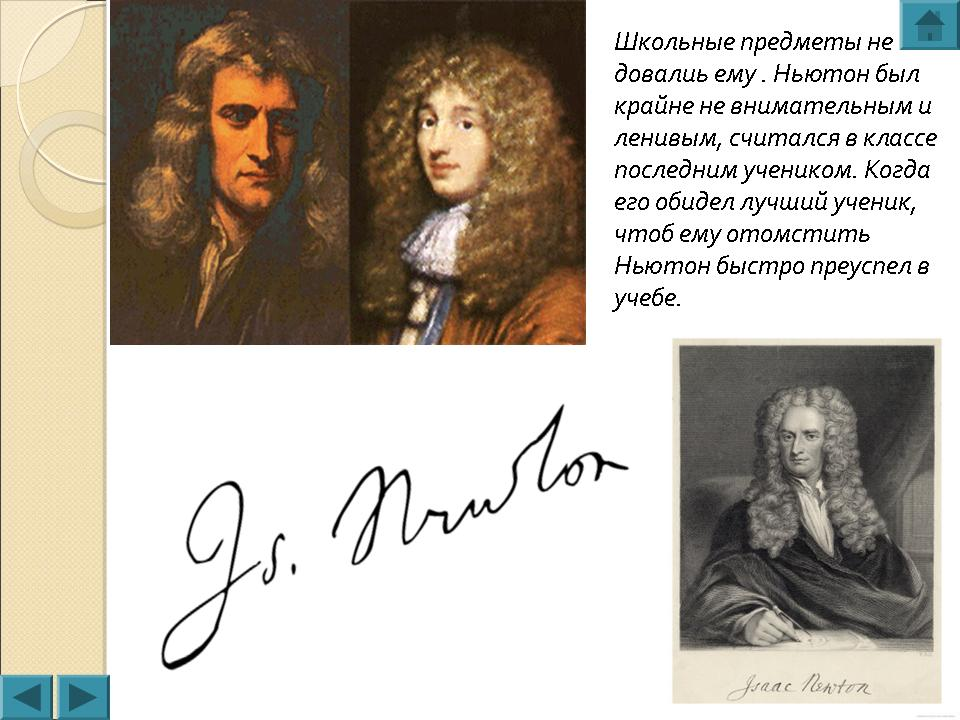 Школьные предметы не
довалиь ему . Ньютон был
крайне не внимательным и
ленивым, считался в классе
последним учеником. Когда
его обидел лучший ученик,
чтоб ему отомстить
Ньютон быстро преуспел в
учебе.
Js. Newton
Isaac Newton